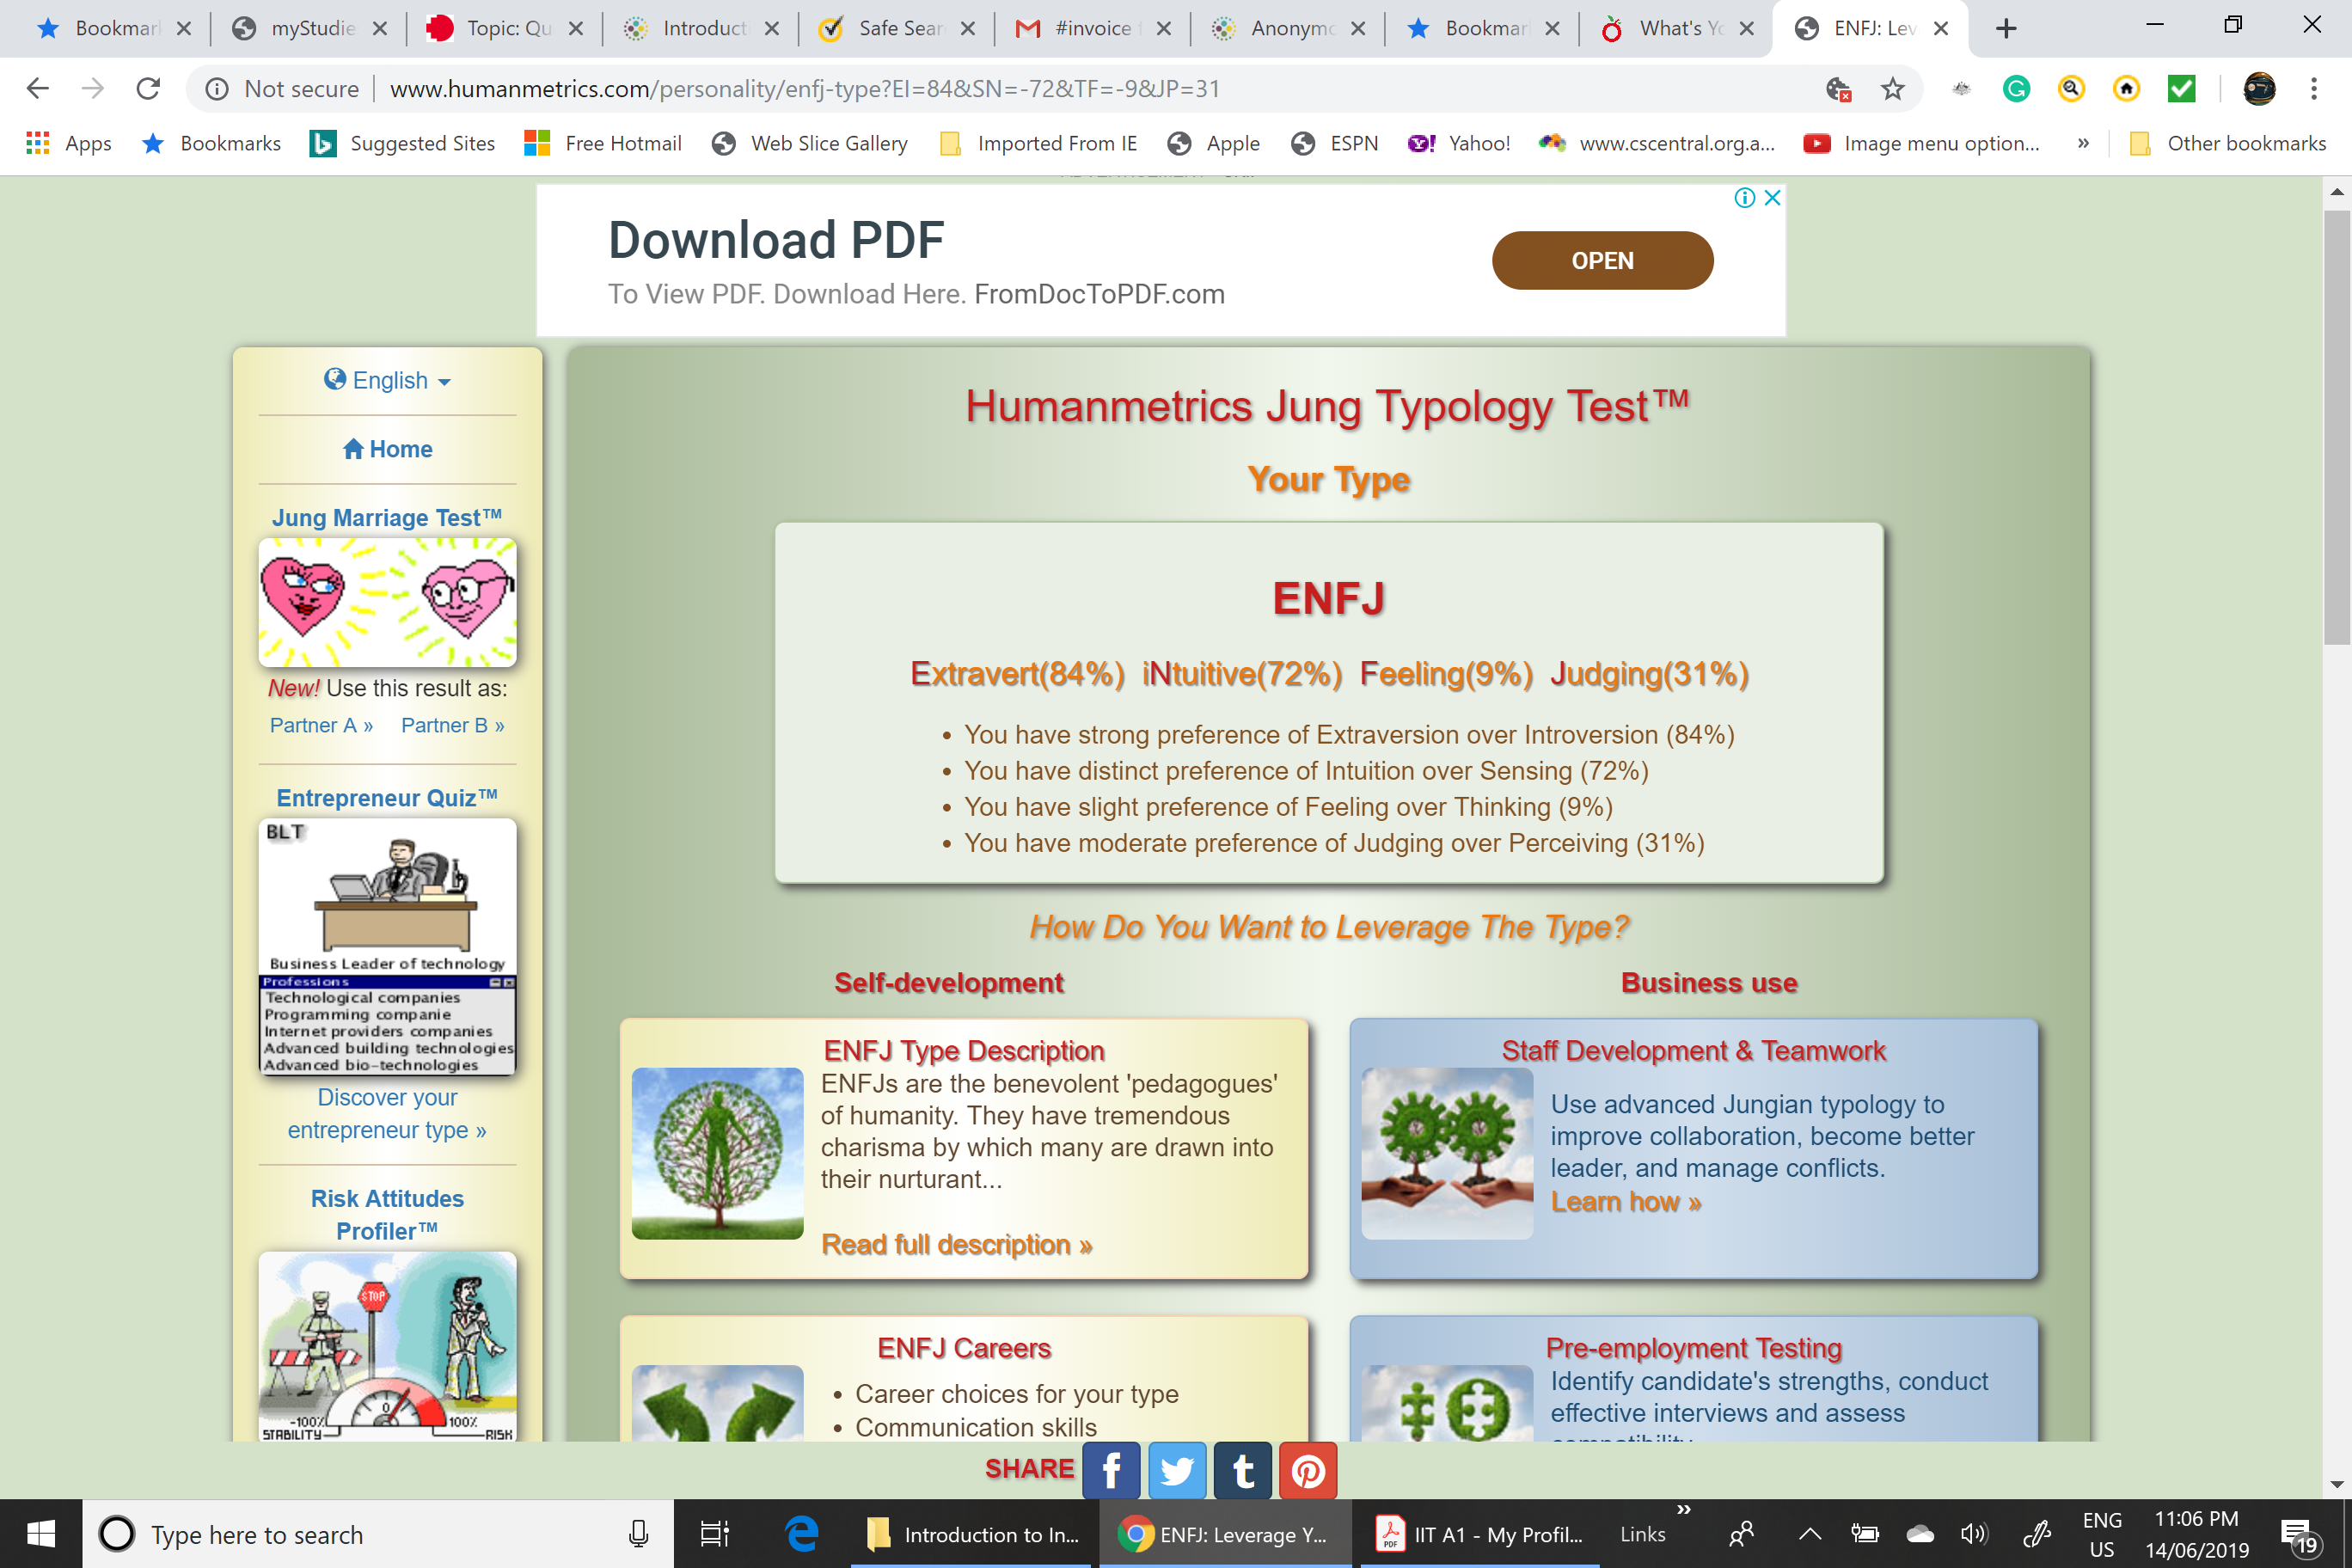 Bookmar
myStudie
Topic: Qu
Introduct
Safe Sear
#invoice
Anonymo
Bookmar
What's Yo
ENFJ: Lev
Not secure
www.humanmetrics.com/personality/enfj-type?EI=84&SN=-72&TF=-9&JP=31
Apps
Bookmarks
Suggested Sites
Free Hotmail
Web Slice Gallery
Imported From IE
Apple
ESPN
Yahoo!
www.cscentral.org.a...
Image menu option...
»
Other bookmarks
Download PDF
To View PDF. Download Here. FromDocToPDF.com
OPEN
English
Home
Jung Marriage Test™
New! Use this result as:
Partner A » Partner B »
Entrepreneur Quiz™
BLT
Business Leader of technology
Professions
Technological companies
Programming companie
Internet providers companies
Advanced building technologies
Advanced bio-technologies
Discover your
entrepreneur type »
Risk Attitudes
Profiler™
STOP
0
-100% 100%
STABILITY RISK
Humanmetrics Jung Typology Test™
Your Type
ENFJ
Extravert(84%) iNtuitive(72%) Feeling(9%) Judging(31%)
• You have strong preference of Extraversion over Introversion (84%)
• You have distinct preference of Intuition over Sensing (72%)
• You have slight preference of Feeling over Thinking (9%)
• You have moderate preference of Judging over Perceiving (31%)
How Do You Want to Leverage The Type?
Self-development
ENFJ Type Description
ENFJs are the benevolent 'pedagogues'
of humanity. They have tremendous
charisma by which many are drawn into
their nurturant...
Read full description »
ENFJ Careers
• Career choices for your type
• Communication skills
Business use
Staff Development & Teamwork
Use advanced Jungian typology to
improve collaboration, become better
leader, and manage conflicts.
Learn how »
Pre-employment Testing
Identify candidate's strengths, conduct
effective interviews and assess
SHARE
Type here to search
Introduction to In...
ENFJ: Leverage Y...
IIT A1 - My Profil...
Links
»
ENG
US
11:06 PM
14/06/2019
19